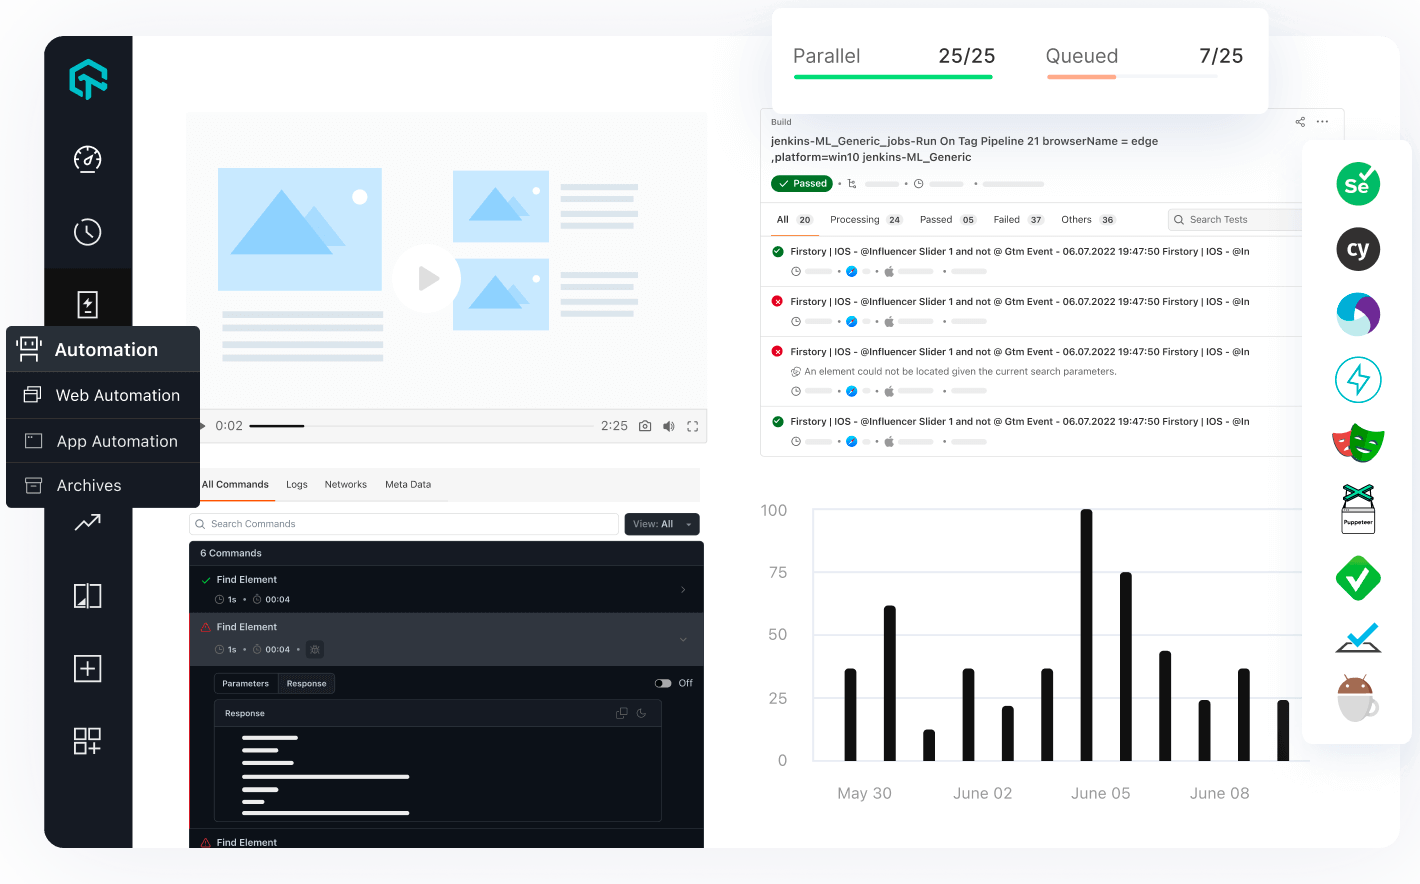 Parallel 25/25 Queued 7/25
Automation
Web Automation
App Automation
Archives
0:02 2:25
All Commands Logs Networks Meta Data
Search Commands View: All
6 Commands
Find Element
1s • 00:04
Find Element
1s • 00:04 •
Parameters Response Off
Response
Find Element
Build
jenkins-ML_Generic_jobs-Run On Tag Pipeline 21 browserName = edge
,platform=win10 jenkins-ML_Generic
Passed
All 20 Processing 24 Passed 05 Failed 37 Others 36 Search Tests
Firstory | IOS - @Influencer Slider 1 and not @ Gtm Event - 06.07.2022 19:47:50 Firstory | IOS - @In
Firstory | IOS - @Influencer Slider 1 and not @ Gtm Event - 06.07.2022 19:47:50 Firstory | IOS - @In
Firstory | IOS - @Influencer Slider 1 and not @ Gtm Event - 06.07.2022 19:47:50 Firstory | IOS - @In
An element could not be located given the current search parameters.
Firstory | IOS - @Influencer Slider 1 and not @ Gtm Event - 06.07.2022 19:47:50 Firstory | IOS - @In
100
75
50
25
0
May 30 June 02 June 05 June 08
Se
cy
Puppeteer